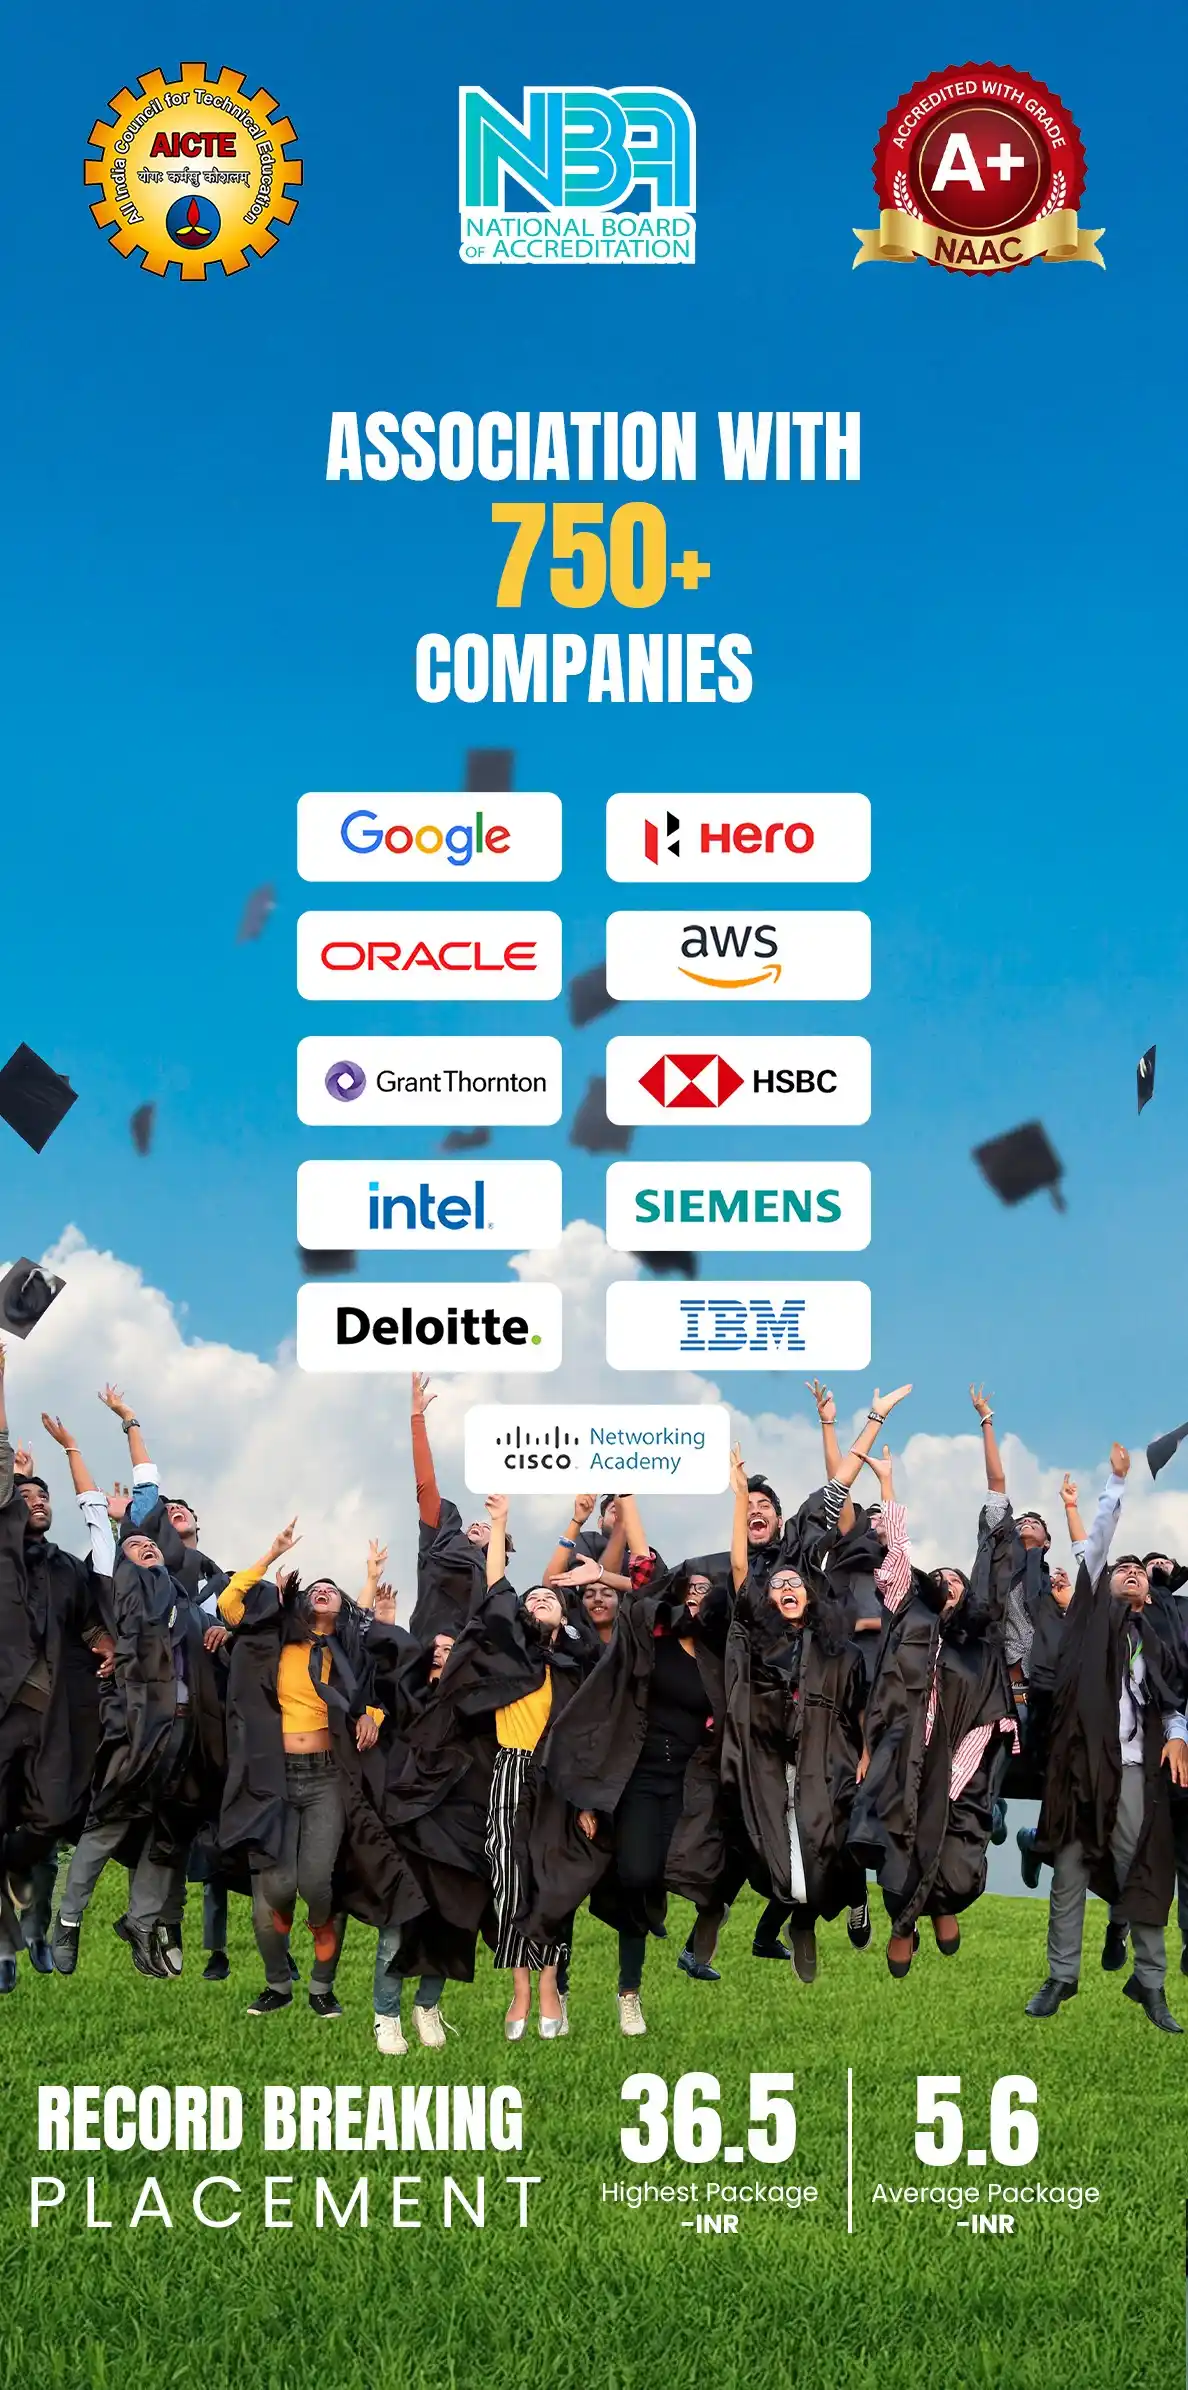 All India Council for Technical Education
AICTE
योगः कर्मसु कौशलम्
NBA
NATIONAL BOARD
OF ACCREDITATION
ACCREDITED WITH GRADE
A+
NAAC
ASSOCIATION WITH
750+
COMPANIES
Google
Hero
ORACLE
aws
Grant Thornton
HSBC
intel®
SIEMENS
Deloitte.
IBM
CISCO
Networking
Academy
RECORD BREAKING
PLACEMENT
36.5
Highest Package
-INR
5.6
Average Package
-INR